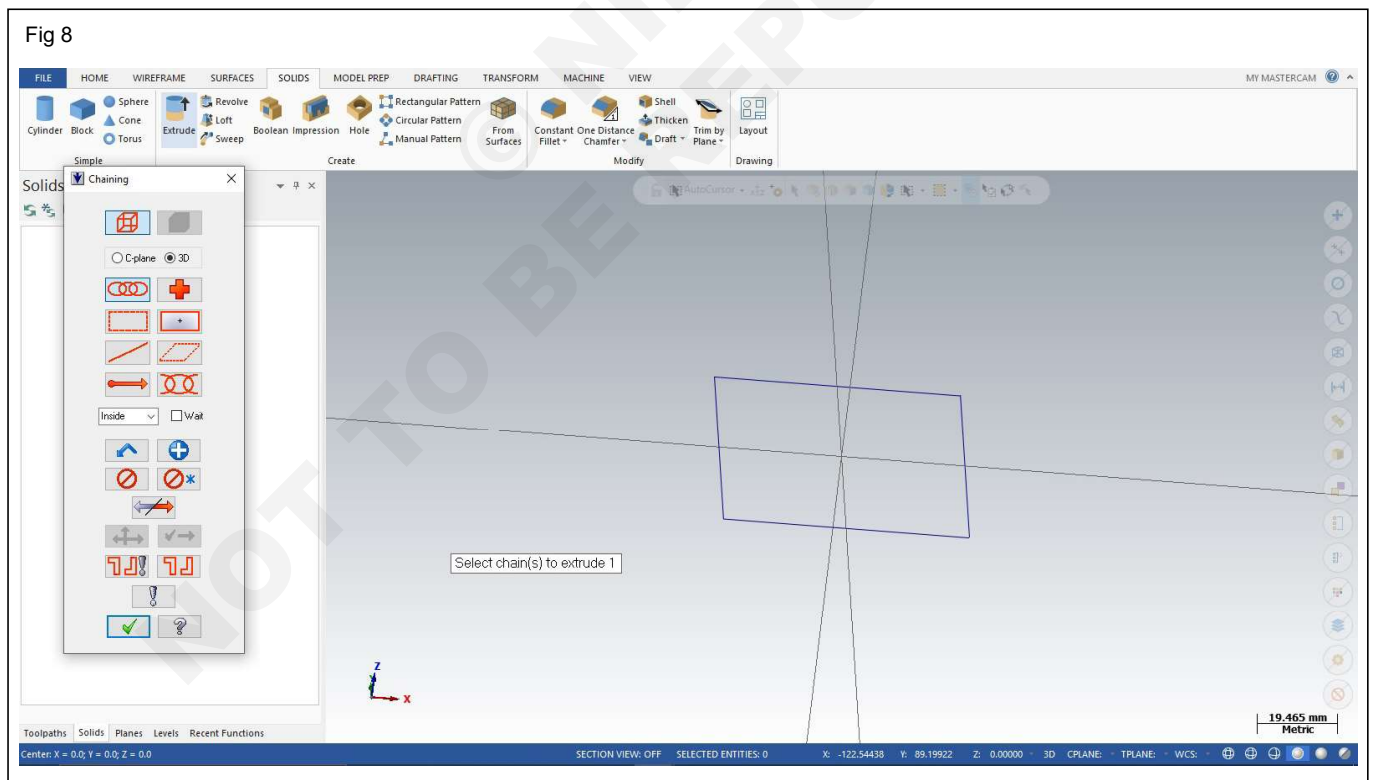 Fig 8
FILE HOME WIREFRAME SURFACES SOLIDS MODEL PREP DRAFTING TRANSFORM MACHINE VIEW MY MASTERCAM
Cylinder Block Sphere Cone Torus
Simple
Extrude Revolve Loft Sweep Boolean Impression Hole Rectangular Pattern Circular Pattern Manual Pattern From Surfaces
Create
Constant Fillet One Distance Chamfer Shell Thicken Draft Trim by Plane
Modify
Layout
Drawing
Solids
Chaining
AutoCursor
C-plane 3D
Inside Wait
Select chain(s) to extrude 1
Z
X
19.465 mm
Metric
Toolpaths Solids Planes Levels Recent Functions
Center: X = 0.0; Y = 0.0; Z = 0.0 SECTION VIEW: OFF SELECTED ENTITIES: 0 X: -122.54438 Y: 89.19922 Z: 0.00000 3D CPLANE: TPLANE: WCS:
NOT TO BE REPU
© NI